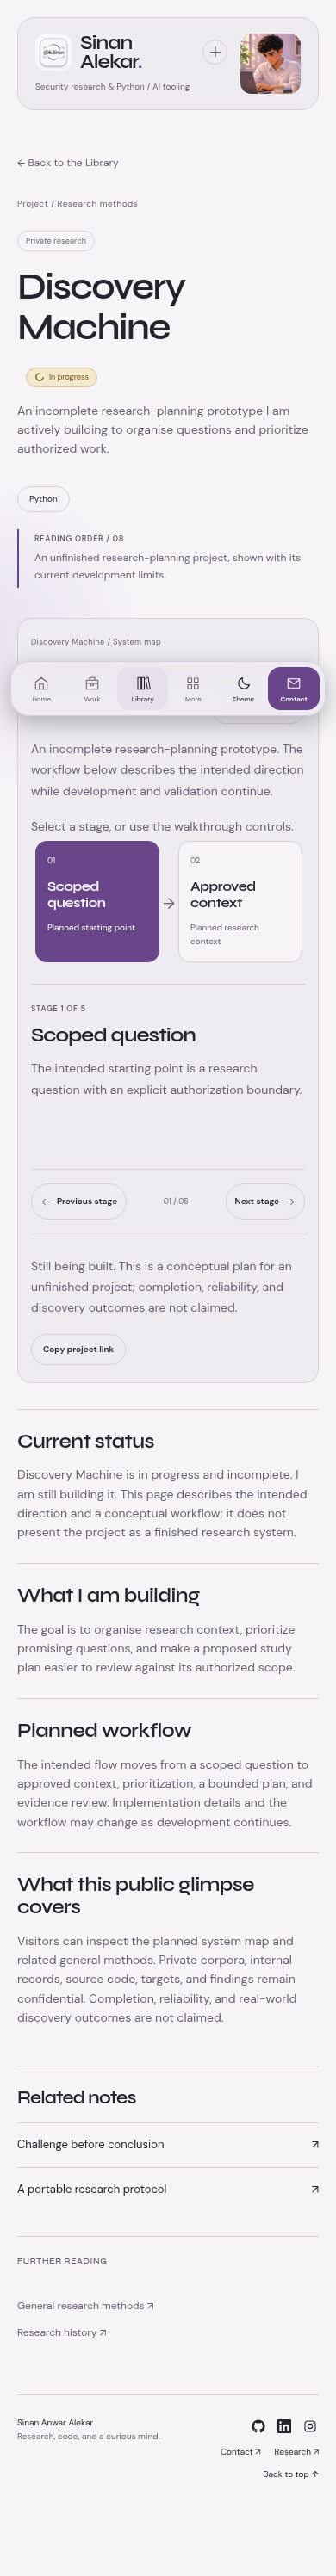 Sinan
Alekar.
Security research & Python / AI tooling
← Back to the Library
Project / Research methods
Private research
Discovery
Machine
In progress
An incomplete research-planning prototype I am
actively building to organise questions and prioritize
authorized work.
Python
READING ORDER / 08
An unfinished research-planning project, shown with its
current development limits.
Discovery Machine / System map
Home
Work
Library
More
Theme
Contact
An incomplete research-planning prototype. The
workflow below describes the intended direction
while development and validation continue.
Select a stage, or use the walkthrough controls.
01
Scoped
question
Planned starting point
→
02
Approved
context
Planned research
context
STAGE 1 OF 5
Scoped question
The intended starting point is a research
question with an explicit authorization boundary.
← Previous stage
01 / 05
Next stage →
Still being built. This is a conceptual plan for an
unfinished project; completion, reliability, and
discovery outcomes are not claimed.
Copy project link
Current status
Discovery Machine is in progress and incomplete. I
am still building it. This page describes the intended
direction and a conceptual workflow; it does not
present the project as a finished research system.
What I am building
The goal is to organise research context, prioritize
promising questions, and make a proposed study
plan easier to review against its authorized scope.
Planned workflow
The intended flow moves from a scoped question to
approved context, prioritization, a bounded plan, and
evidence review. Implementation details and the
workflow may change as development continues.
What this public glimpse
covers
Visitors can inspect the planned system map and
related general methods. Private corpora, internal
records, source code, targets, and findings remain
confidential. Completion, reliability, and real-world
discovery outcomes are not claimed.
Related notes
Challenge before conclusion ↗
A portable research protocol ↗
FURTHER READING
General research methods ↗
Research history ↗
Sinan Anwar Alekar
Research, code, and a curious mind.
Contact ↗
Research ↗
Back to top ↑